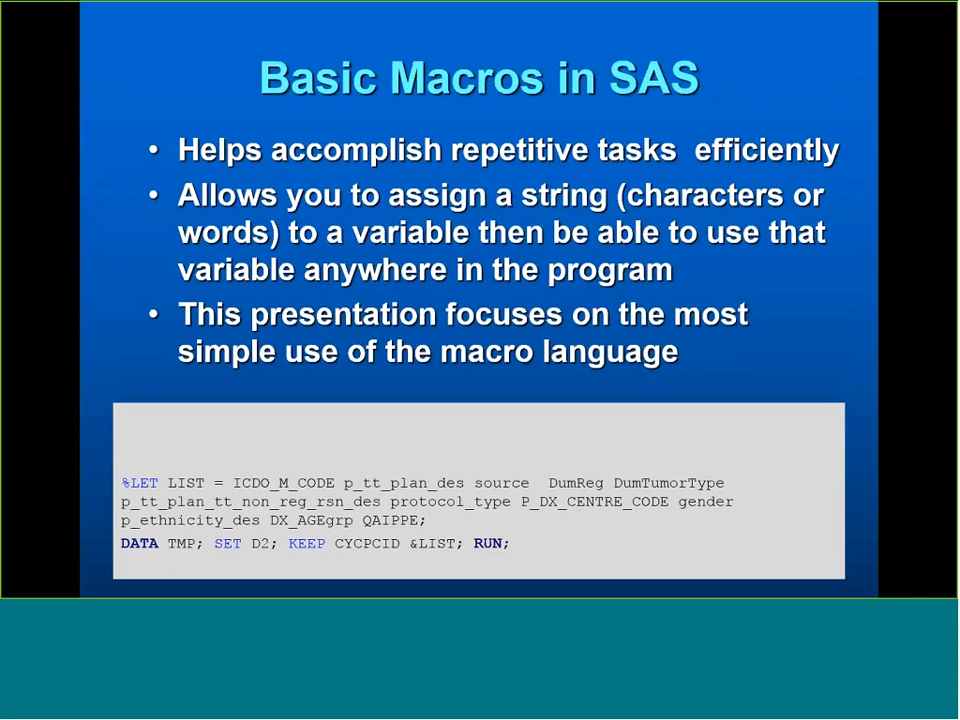 Basic Macros in SAS
• Helps accomplish repetitive tasks  efficiently
• Allows you to assign a string (characters or
words) to a variable then be able to use that
variable anywhere in the program
• This presentation focuses on the most
simple use of the macro language
%LET LIST = ICDO_M_CODE p_tt_plan_des source  DumReg DumTumorType
p_tt_plan_tt_non_reg_rsn_des protocol_type P_DX_CENTRE_CODE gender
p_ethnicity_des DX_AGEgrp QAIPPE;
DATA TMP; SET D2; KEEP CYCPCID &LIST; RUN;